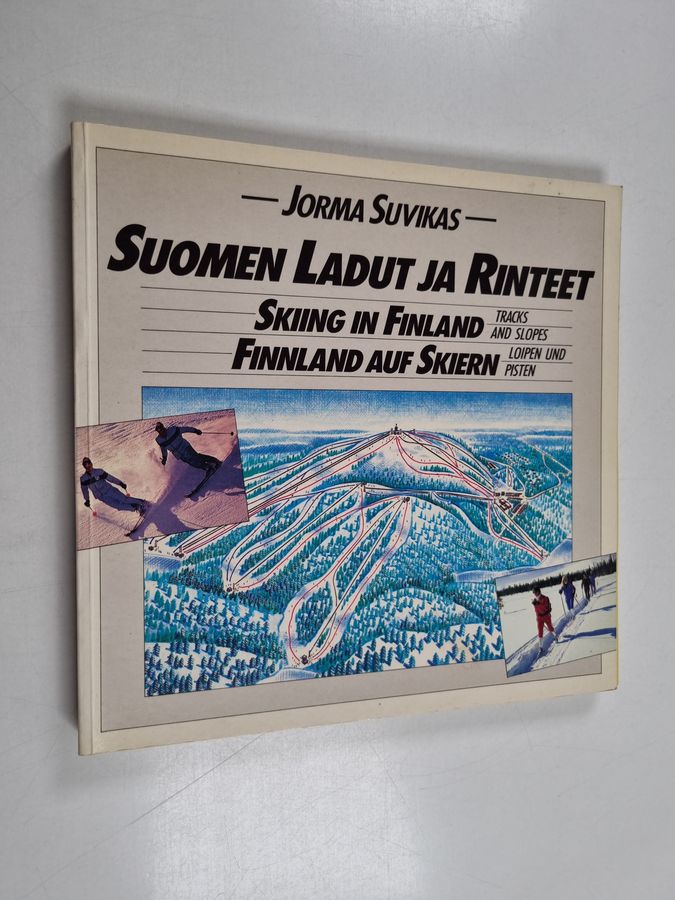 — JORMA SUVIKAS —
SUOMEN LADUT JA RINTEET
SKIING IN FINLAND TRACKS AND SLOPES
FINNLAND AUF SKIERN LOIPEN UND PISTEN